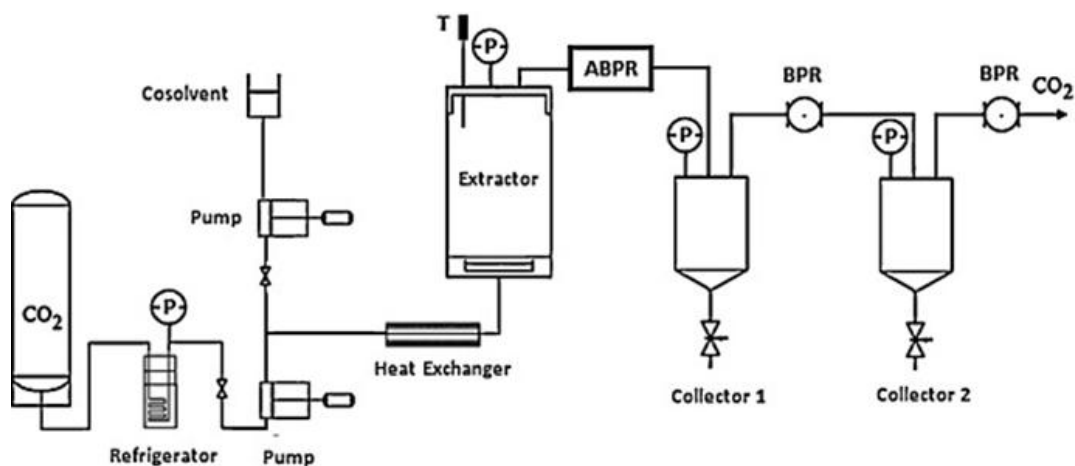 T
P
ABPR
BPR
BPR
CO2
Cosolvent
P
P
Extractor
Pump
P
CO2
Heat Exchanger
Collector 1
Collector 2
Refrigerator
Pump